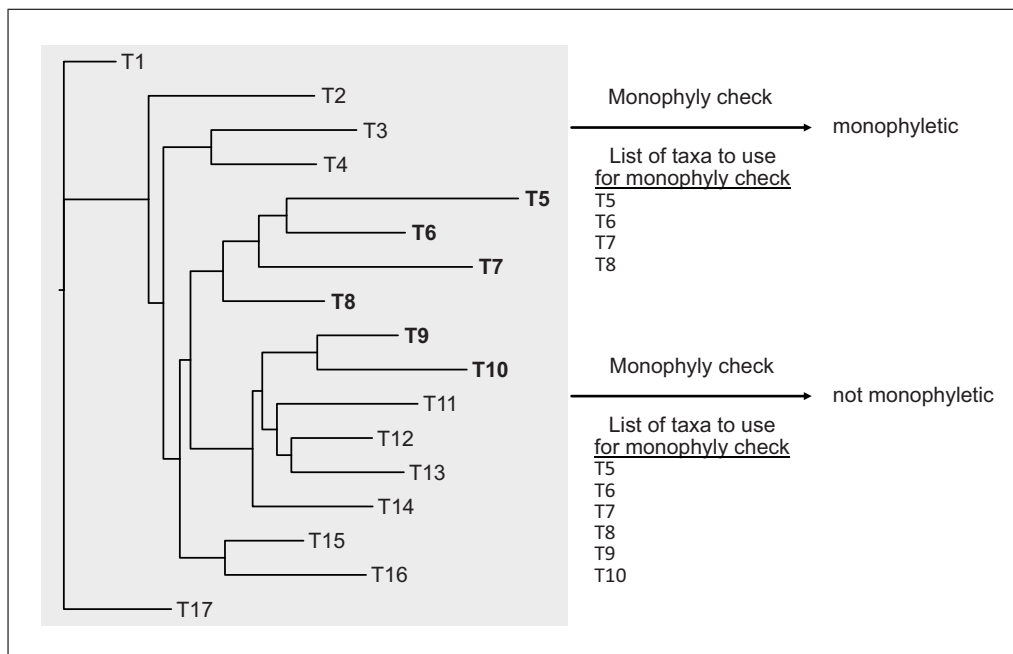 T1
T2
T3
T4
T5
T6
T7
T8
T9
T10
T11
T12
T13
T14
T15
T16
T17
Monophyly check
monophyletic
List of taxa to use
for monophyly check
T5
T6
T7
T8
Monophyly check
not monophyletic
List of taxa to use
for monophyly check
T5
T6
T7
T8
T9
T10